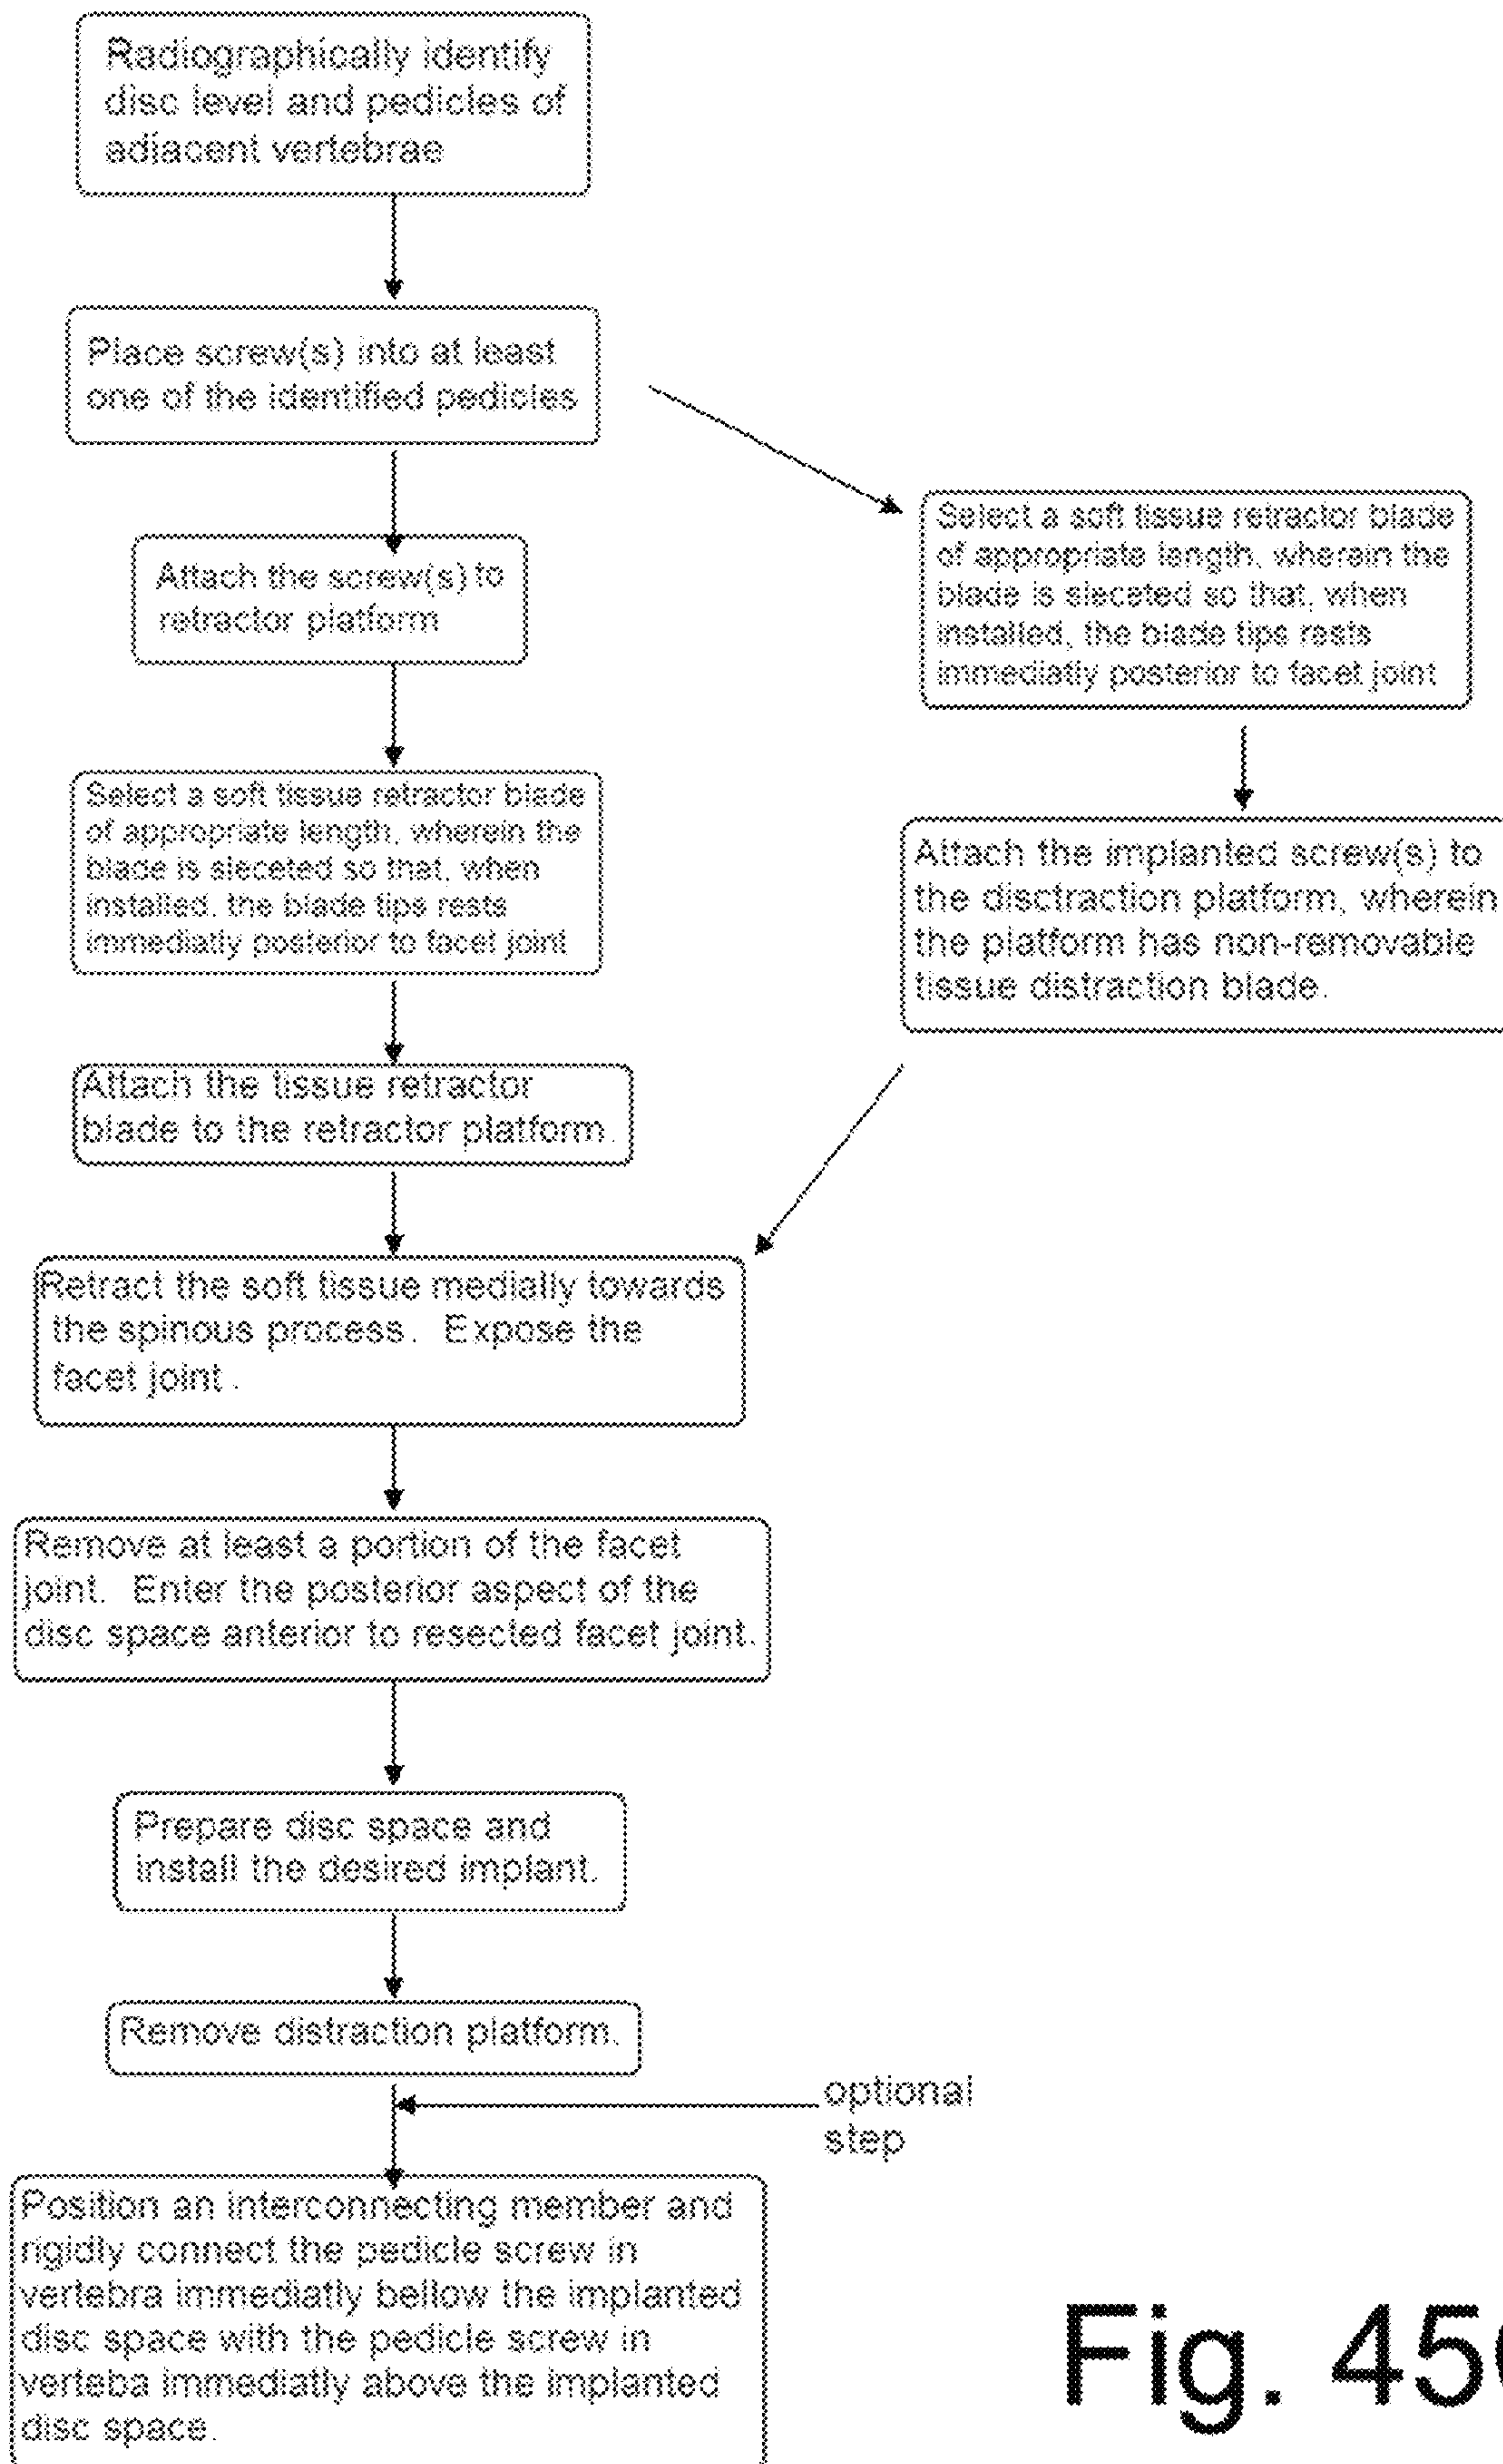 Radiographically identify
disc level and pedicles of
adjacent vertebrae
Place screw(s) into at least
one of the identified pedicles
Attach the screw(s) to
retractor platform
Select a soft tissue retractor blade
of appropriate length, wherein the
blade is sleceted so that, when
installed, the blade tips rests
immediatly posterior to facet joint
Select a soft tissue retractor blade
of appropriate length, wherein the
blade is sleceted so that, when
installed, the blade tips rests
immediatly posterior to facet joint
Attach the implanted screw(s) to
the disctraction platform, wherein
the platform has non-removable
tissue distraction blade.
Attach the tissue retractor
blade to the retractor platform.
Retract the soft tissue medially towards
the spinous process. Expose the
facet joint.
Remove at least a portion of the facet
joint. Enter the posterior aspect of the
disc space anterior to resected facet joint.
Prepare disc space and
install the desired implant.
Remove distraction platform.
optional
step
Position an interconnecting member and
rigidly connect the pedicle screw in
vertebra immediatly bellow the implanted
disc space with the pedicle screw in
verteba immediatly above the implanted
disc space.
Fig. 45